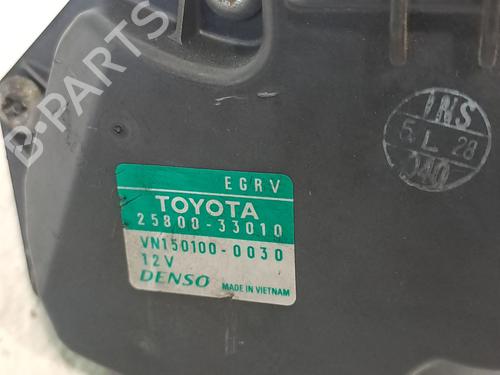 EGRV
TOYOTA
25800-33010
VN150100-0030
12V
DENSO MADE IN VIETNAM
INS
5. L 28
040
B-PARTS